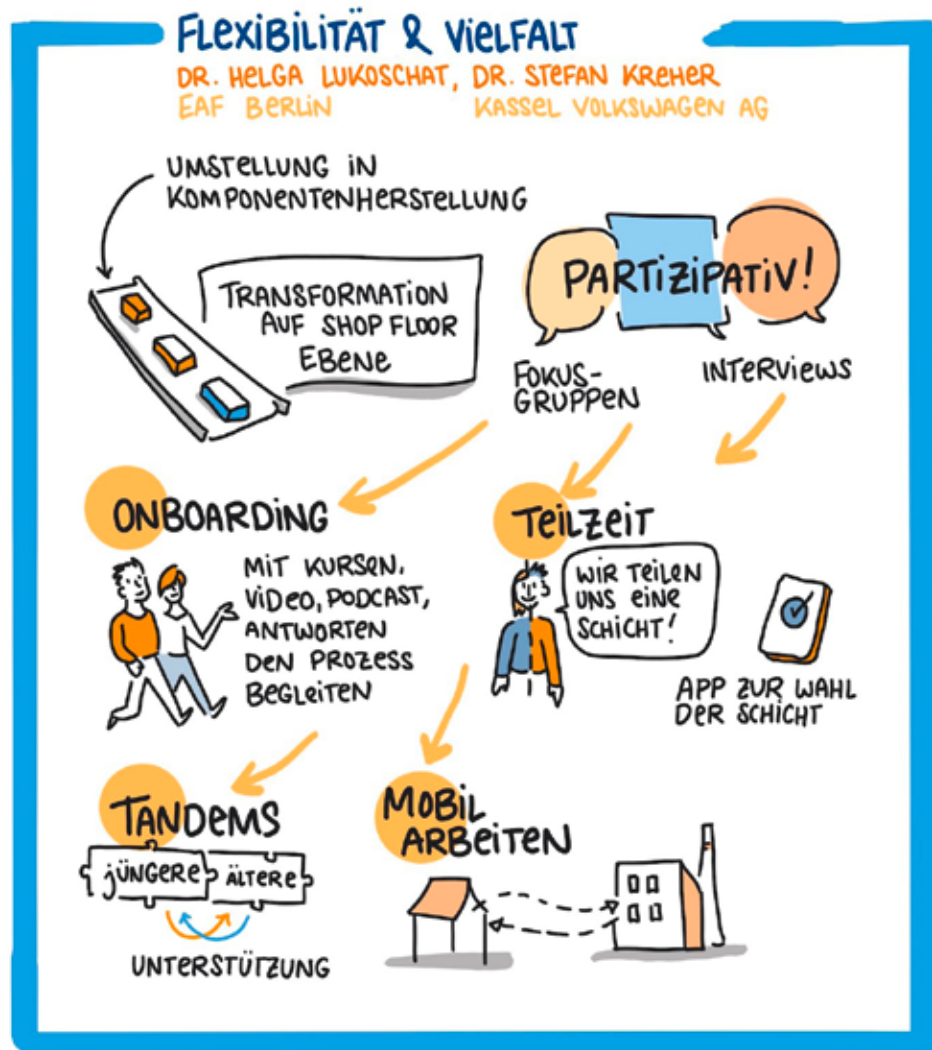 FLEXIBILITÄT & VIELFALT
DR. HELGA LUKOSCHAT, DR. STEFAN KREHER
EAF BERLIN KASSEL VOLKSWAGEN AG
UMSTELLUNG IN
KOMPONENTENHERSTELLUNG
TRANSFORMATION
AUF SHOP FLOOR
EBENE
PARTIZIPATIV!
FOKUS-
GRUPPEN
INTERVIEWS
ONBOARDING
MIT KURSEN,
VIDEO, PODCAST,
ANTWORTEN
DEN PROZESS
BEGLEITEN
TEILZEIT
WIR TEILEN
UNS EINE
SCHICHT!
APP ZUR WAHL
DER SCHICHT
TANDEMS
JÜNGERE ÄLTERE
UNTERSTÜTZUNG
MOBIL
ARBEITEN